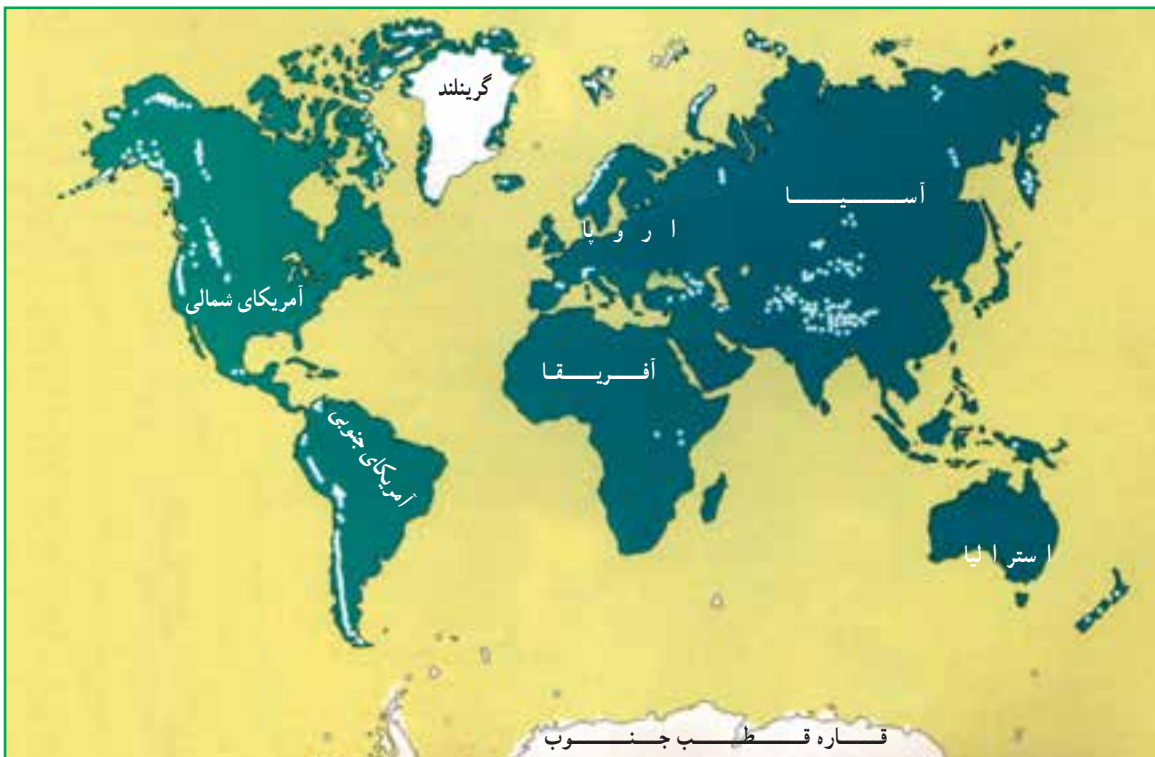 گرینلند
آسیا
اروپا
آمریکای شمالی
آفریقا
آمریکای جنوبی
استرالیا
قاره قطب جنوب